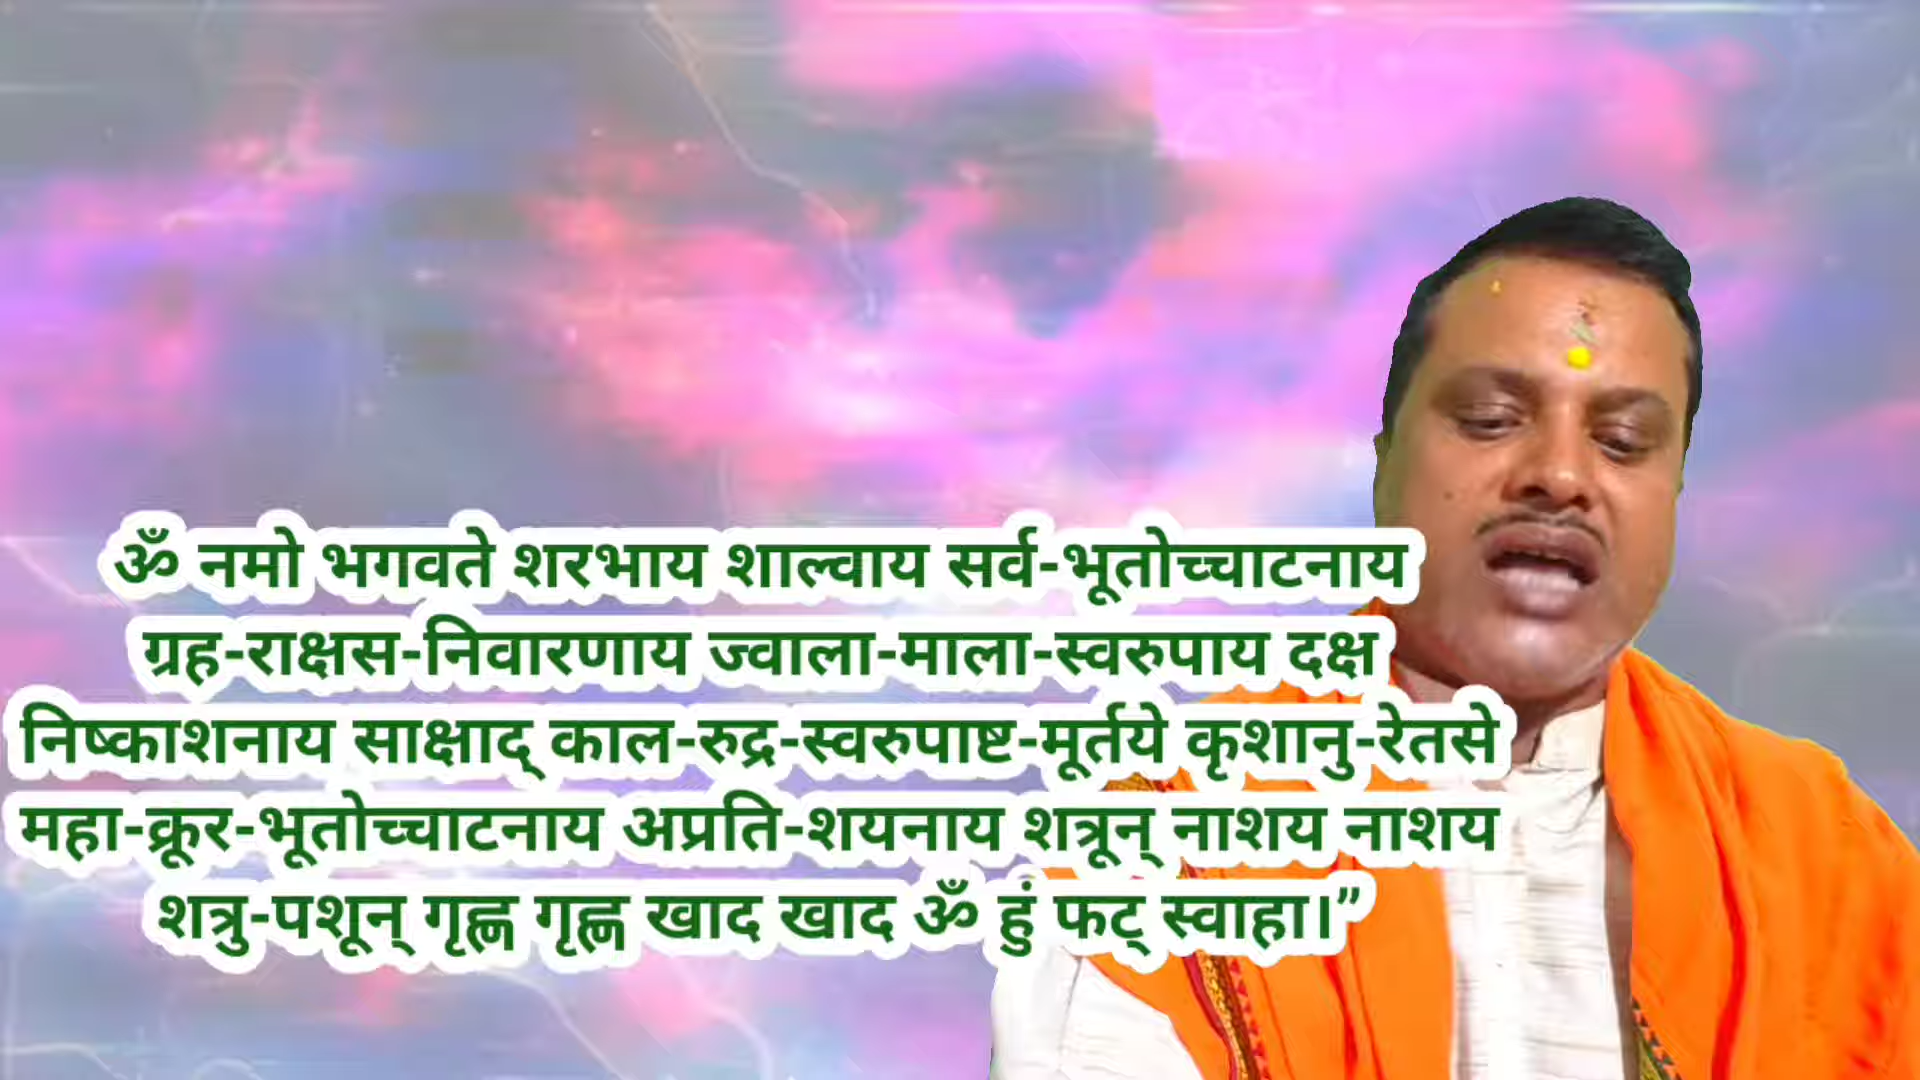 ॐ नमो भगवते शरभाय शाल्वाय सर्व-भूतोच्चाटनाय
ग्रह-राक्षस-निवारणाय ज्वाला-माला-स्वरुपाय दक्ष
निष्काशनाय साक्षाद् काल-रुद्र-स्वरुपाष्ट-मूर्तये कृशानु-रेतसे
महा-क्रूर-भूतोच्चाटनाय अप्रति-शयनाय शत्रून् नाशय नाशय
शत्रु-पशून् गृह्ण गृह्ण खाद खाद ॐ हुं फट् स्वाहा।”